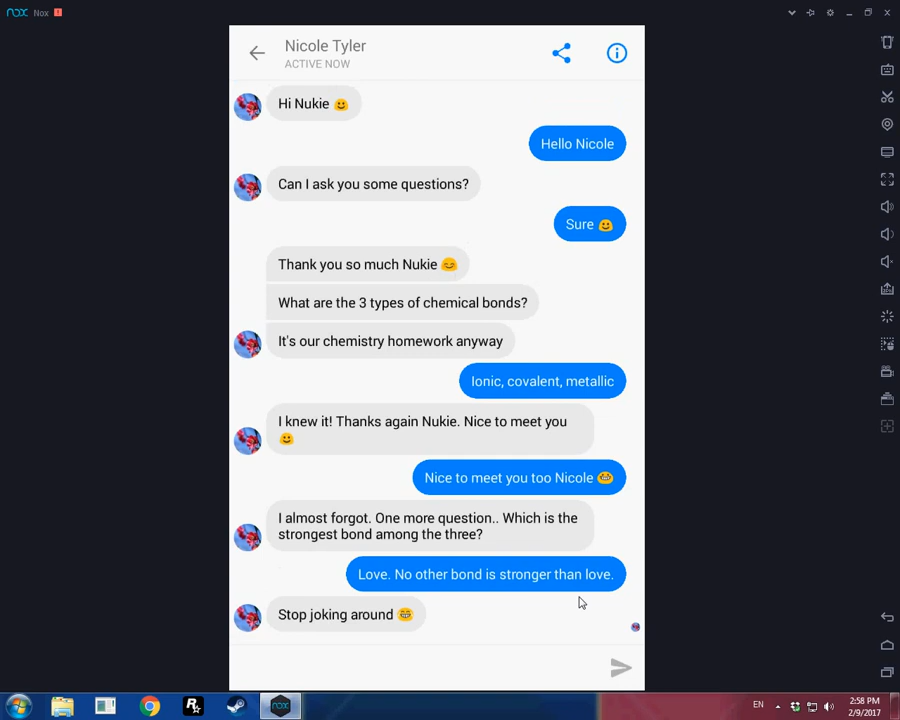 nox Nox
Nicole Tyler
ACTIVE NOW
Hi Nukie 🙂
Hello Nicole
Can I ask you some questions?
Sure 🙂
Thank you so much Nukie 😊
What are the 3 types of chemical bonds?
It's our chemistry homework anyway
Ionic, covalent, metallic
I knew it! Thanks again Nukie. Nice to meet you
🙂
Nice to meet you too Nicole 😁
I almost forgot. One more question.. Which is the
strongest bond among the three?
Love. No other bond is stronger than love.
Stop joking around 😂
EN
2:58 PM
2/9/2017